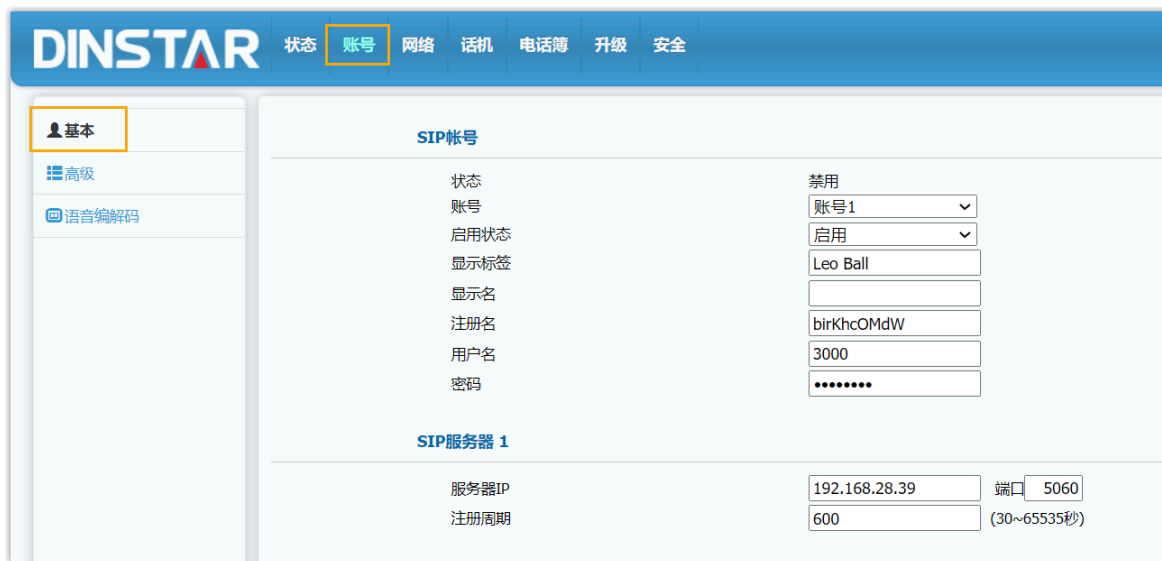 DINSTAR 状态 账号 网络 话机 电话簿 升级 安全
基本
高级
语音编解码
SIP帐号
状态 禁用
账号 账号1
启用状态 启用
显示标签 Leo Ball
显示名
注册名 birKhcOMdW
用户名 3000
密码 ••••••••
SIP服务器 1
服务器IP 192.168.28.39 端口 5060
注册周期 600 (30~65535秒)